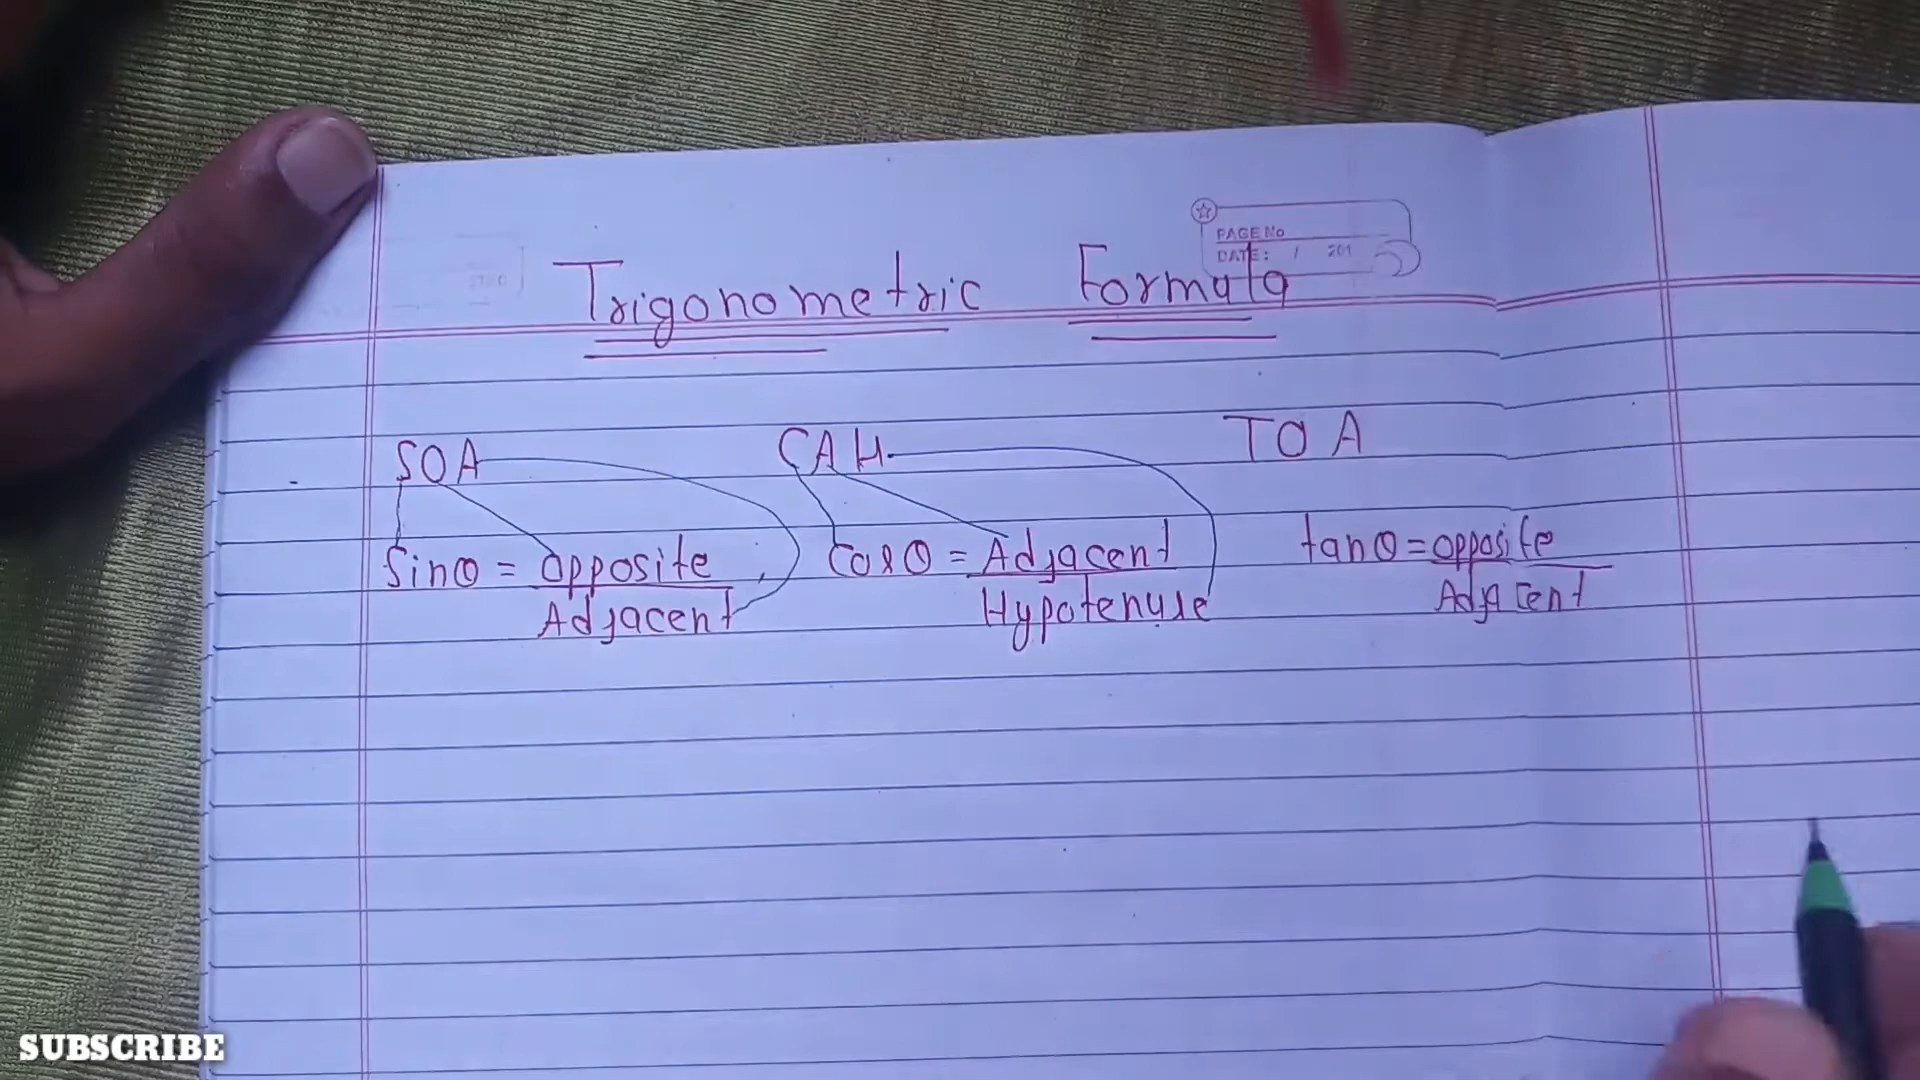 PAGE No
DATE: / 201
Trigonometric Formula
SOA CAH TOA
Sinθ = opposite / Adjacent , Cosθ = Adjacent / Hypotenuse tanθ = opposite / Adjacent
SUBSCRIBE